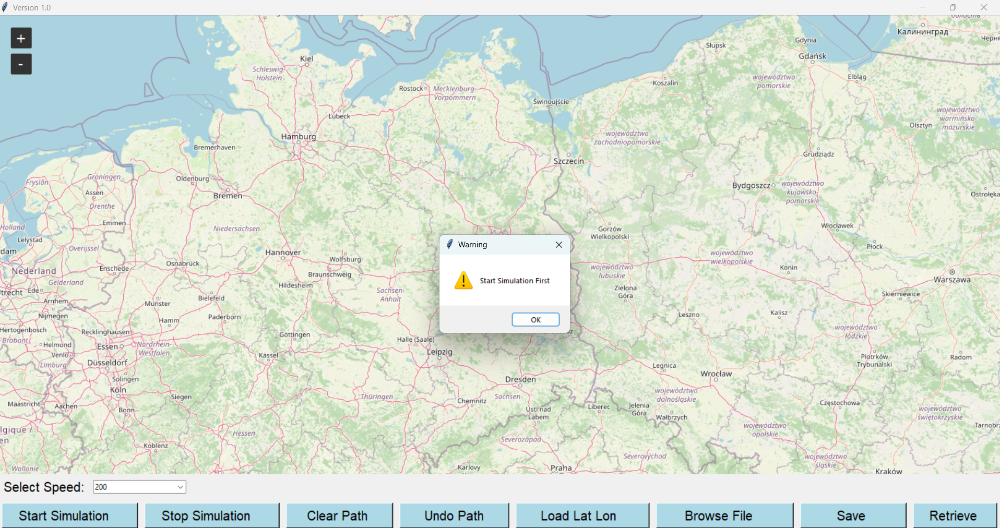 Version 1.0
+
-
Kiel
Schleswig-
Holstein
Rostock
Mecklenburg-
Vorpommern
Słupsk
Gdynia
Gdańsk
Калининград
Черня
Koszalin
województwo
pomorskie
Elbląg
Świnoujście
Lübeck
województwo
warmińsko-
mazurskie
Olsztyn
Hamburg
Bremerhaven
województwo
zachodniopomorskie
Szczecin
Grudziądz
Groningen
Fryslân
Oldenburg
Assen
Drenthe
Bremen
Bydgoszcz
województwo
kujawsko-
pomorskie
Ostrołęka
Emmen
Holland
Niedersachsen
Gorzów
Wielkopolski
Włocławek
Lelystad
dam
Overijssel
Hannover
Wolfsburg
Płock
Warning
Start Simulation First
OK
Nederland
Enschede
Osnabrück
Braunschweig
województwo
wielkopolskie
województwo
lubuskie
Konin
Warszawa
Gelderland
Hildesheim
Sachsen-
Anhalt
Zielona
Góra
Skierniewice
trecht
Ede
Arnhem
Münster
Bielefeld
Nijmegen
Hamm
Paderborn
Leszno
Kalisz
Hertogenbosch
-Brabant
Recklinghausen
Göttingen
Halle (Saale)
województwo
łódzkie
Helmond
Essen
Nordrhein-
Westfalen
Venlo
Limburg
Düsseldorf
Kassel
Leipzig
Piotrków
Trybunalski
Radom
Legnica
Wrocław
Solingen
Dresden
Köln
Siegen
Thüringen
Chemnitz
Sachsen
województwo
dolnośląskie
Maastricht
Aachen
Bonn
Ústí nad
Labem
Liberec
Jelenia
Góra
Wałbrzych
Częstochowa
województwo
świętokrzyskie
lgique /
en
Hessen
Severozápad
województwo
opolskie
Tarnobrz
Koblenz
Severovýchod
województwo
śląskie
Wallonie
Karlovy
Praha
Kraków
Select Speed:
200
Start Simulation
Stop Simulation
Clear Path
Undo Path
Load Lat Lon
Browse File
Save
Retrieve